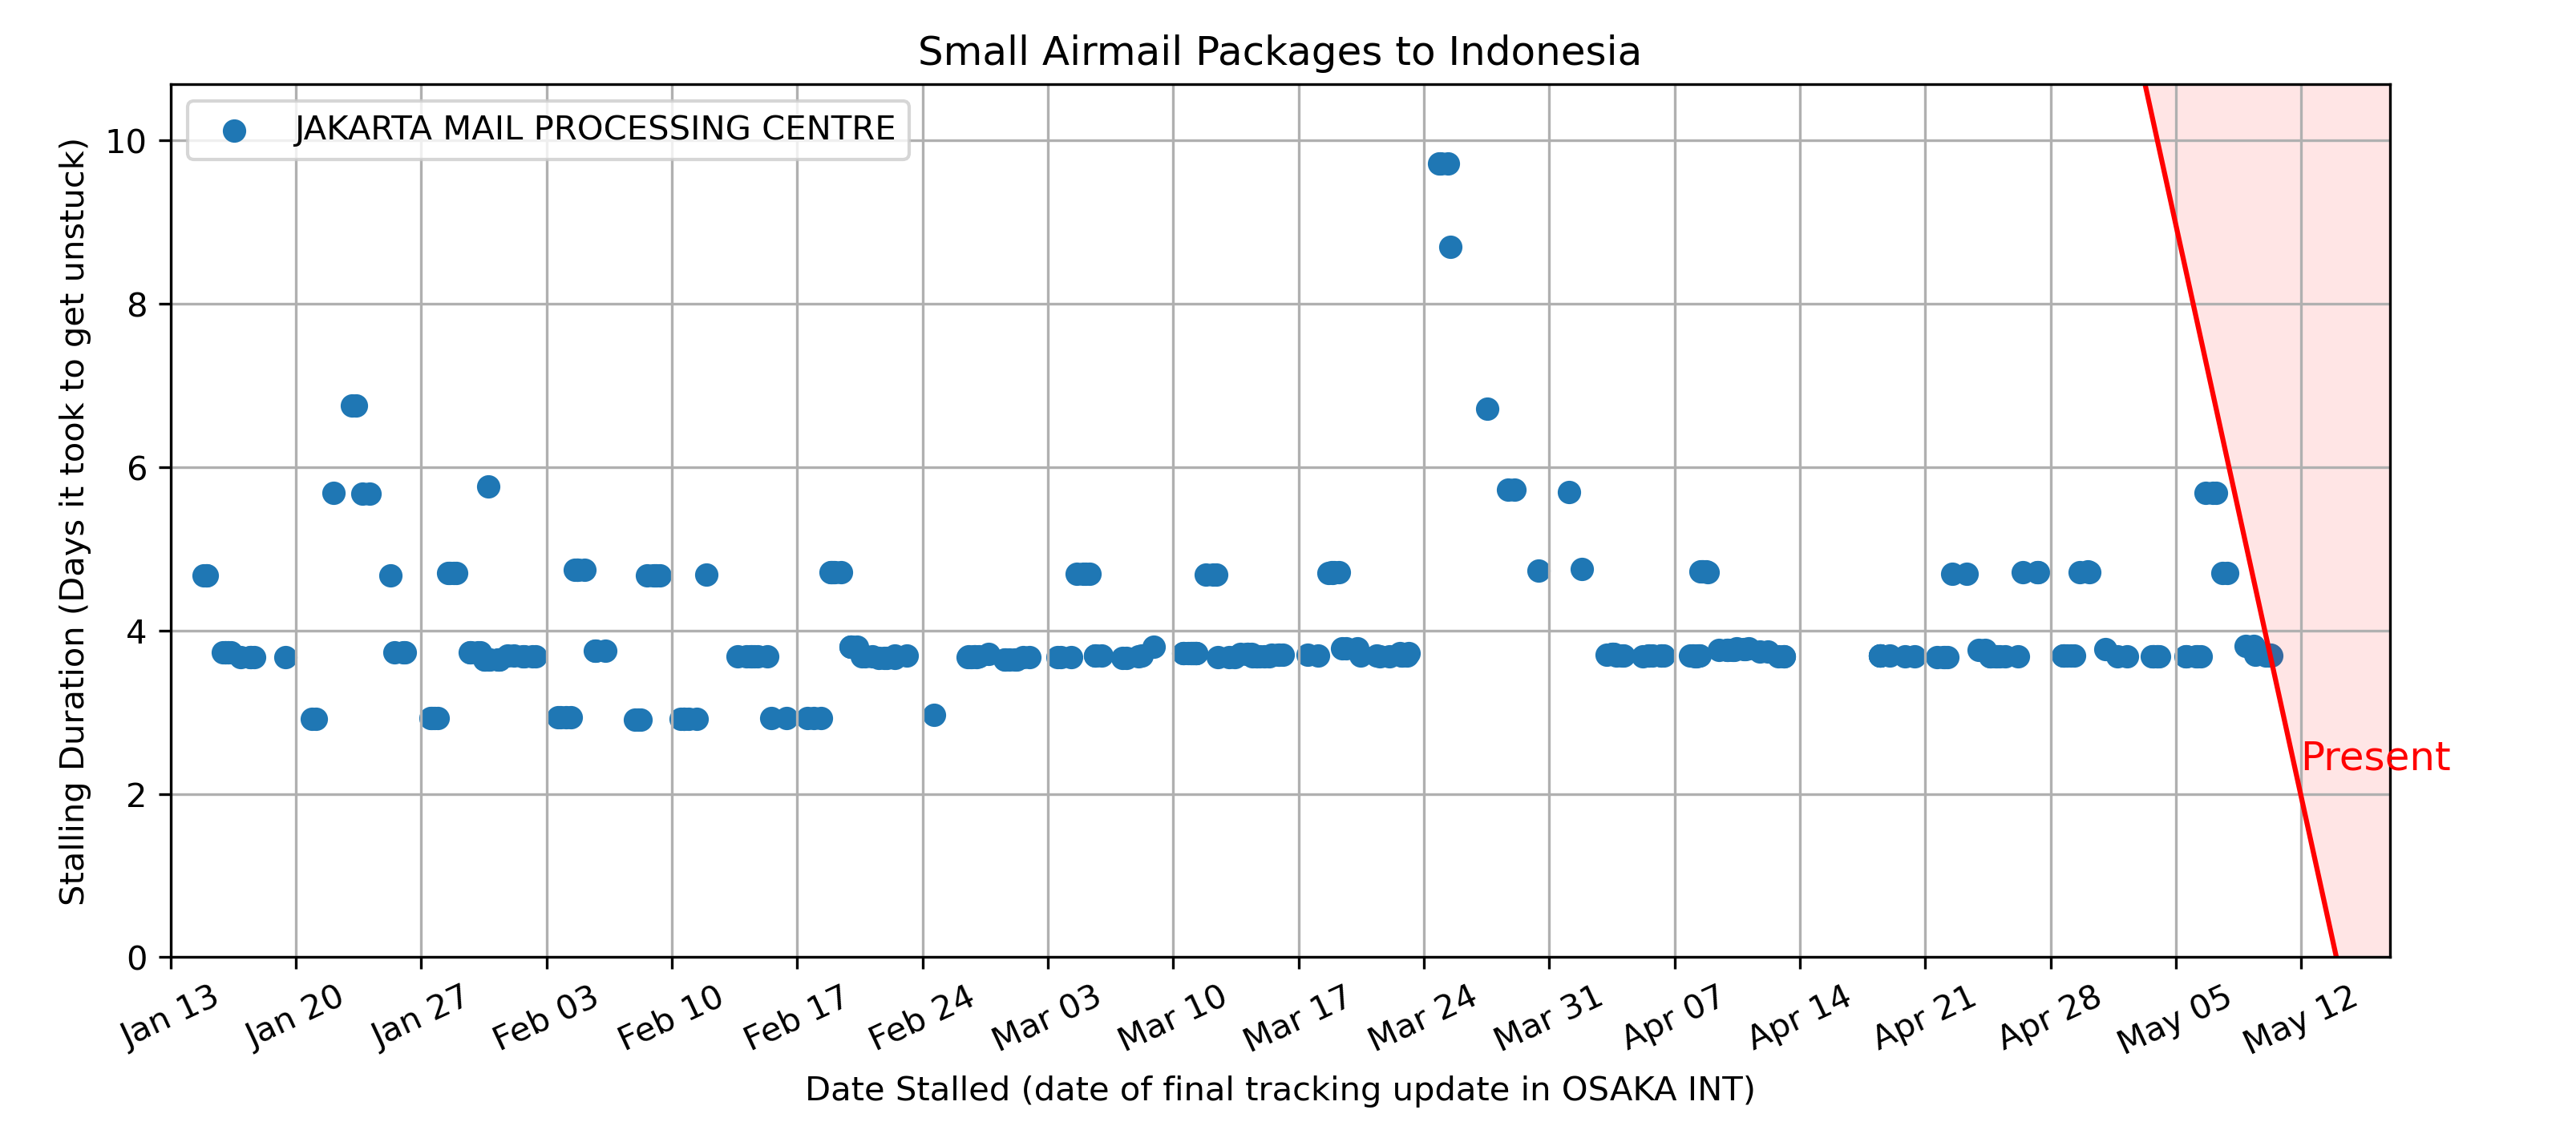 Small Airmail Packages to Indonesia
JAKARTA MAIL PROCESSING CENTRE
Stalling Duration (Days it took to get unstuck)
10
8
6
4
2
0
Present
Jan 13
Jan 20
Jan 27
Feb 03
Feb 10
Feb 17
Feb 24
Mar 03
Mar 10
Mar 17
Mar 24
Mar 31
Apr 07
Apr 14
Apr 21
Apr 28
May 05
May 12
Date Stalled (date of final tracking update in OSAKA INT)